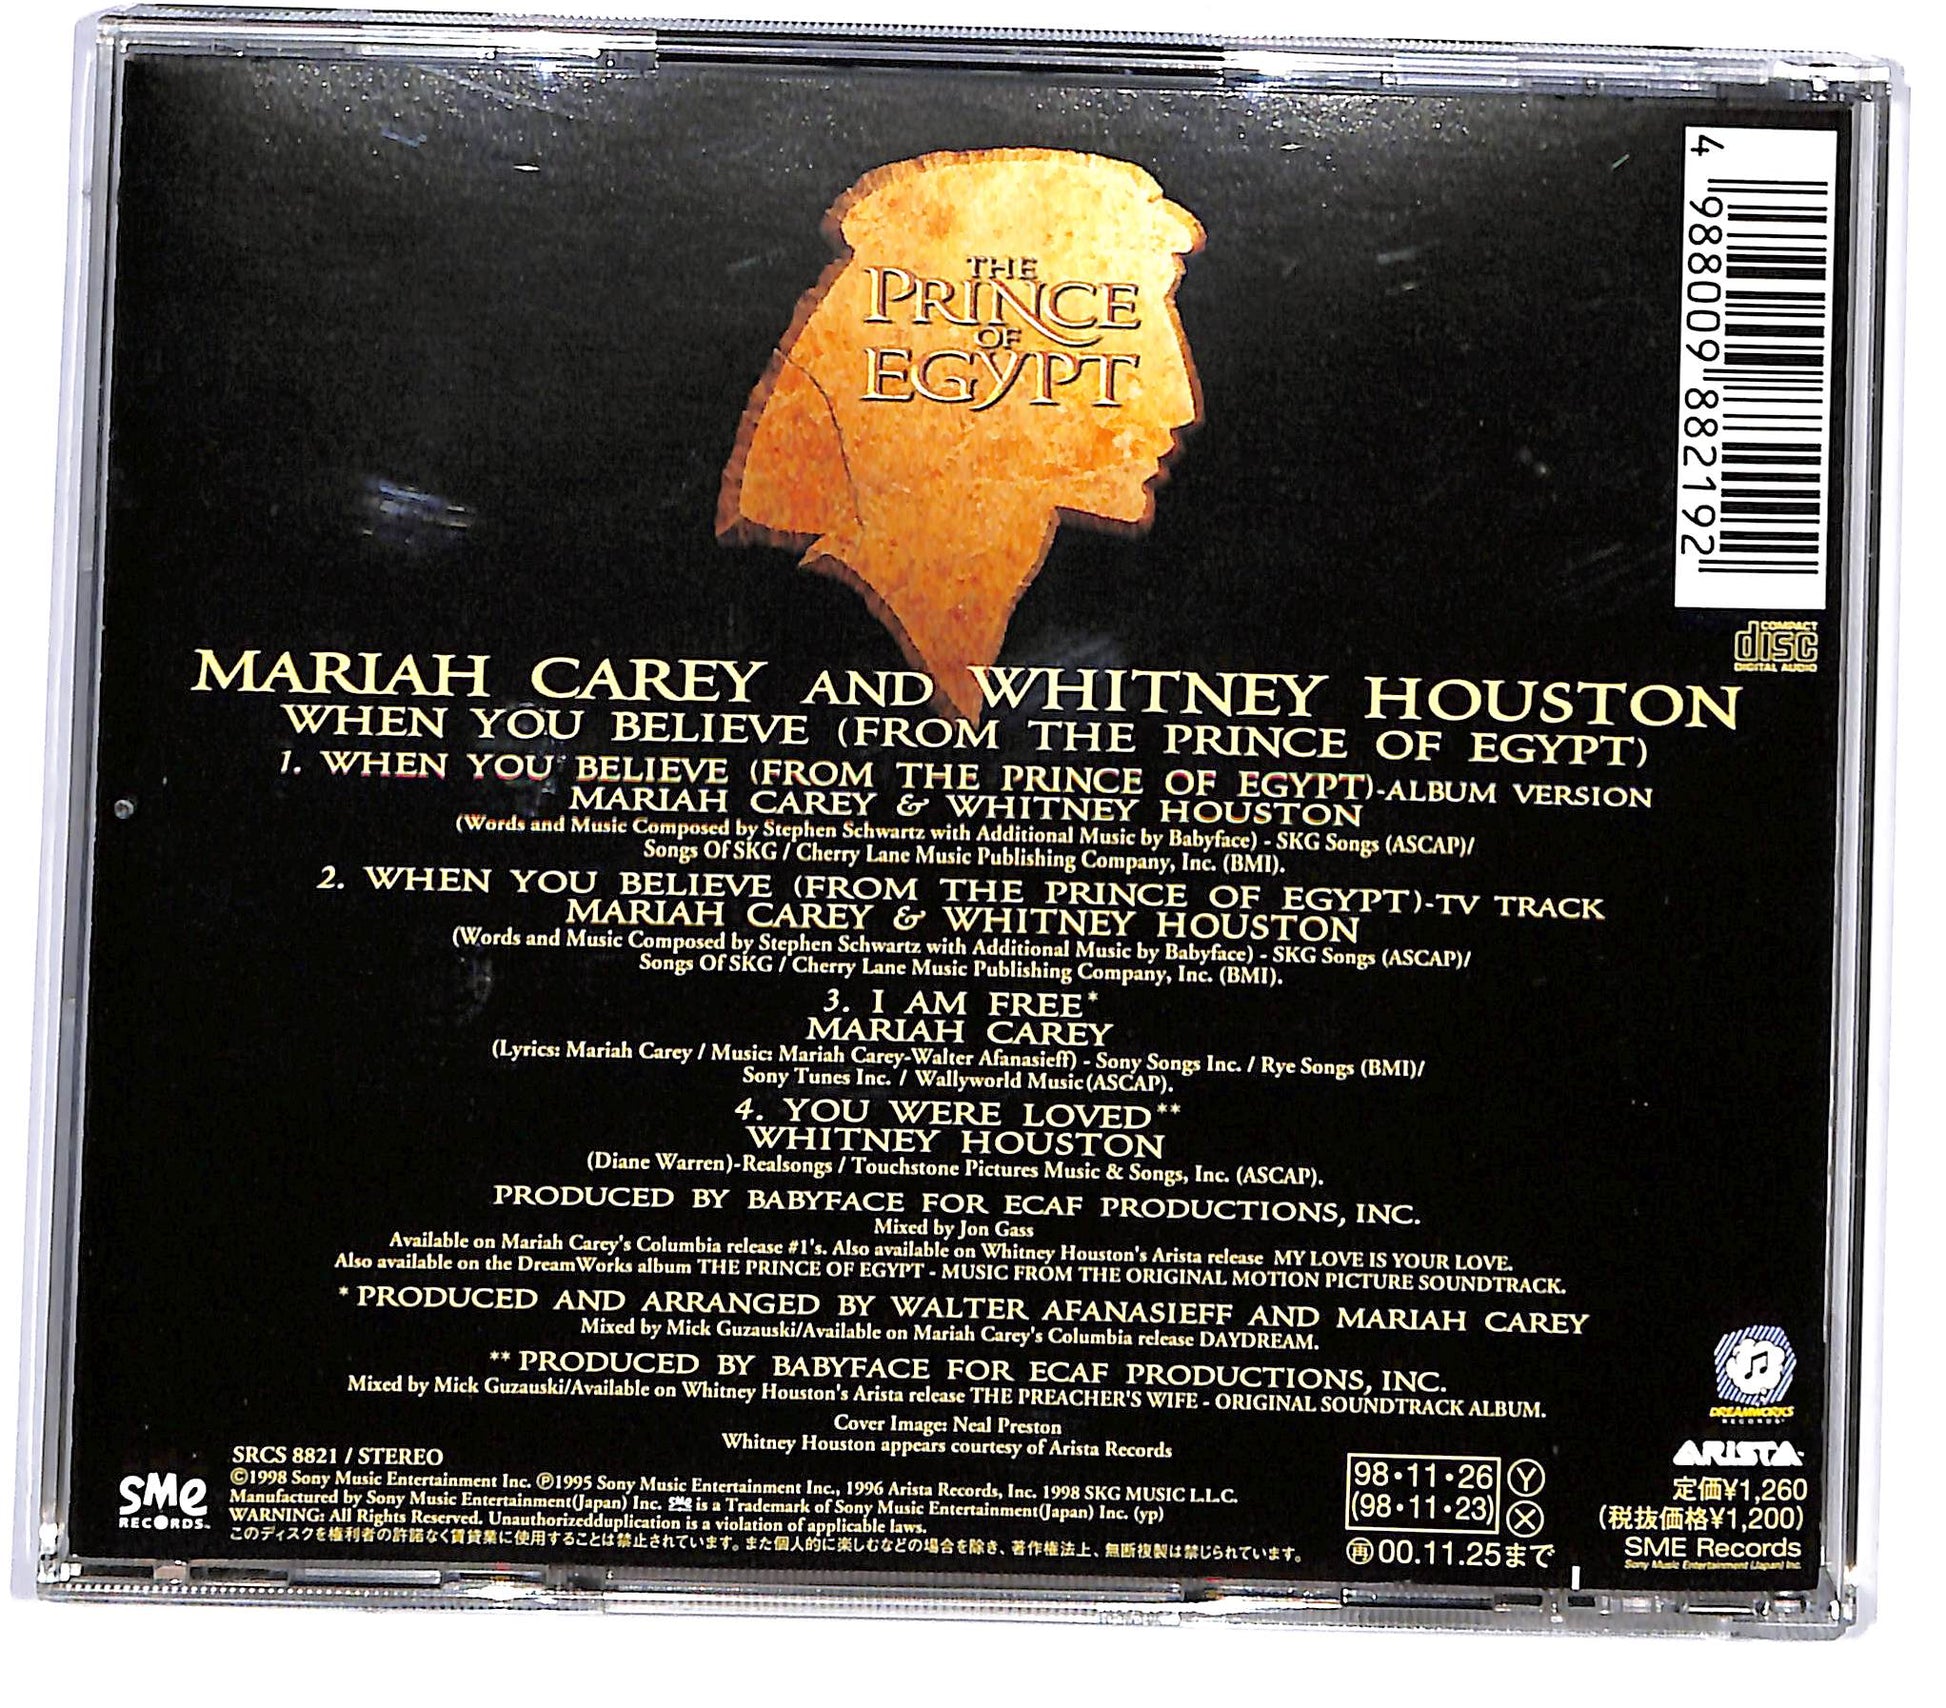 THE
PRINCE
OF
EGYPT
4 988009 882192
COMPACT
disc
DIGITAL AUDIO
MARIAH CAREY AND WHITNEY HOUSTON
WHEN YOU BELIEVE (FROM THE PRINCE OF EGYPT)
1. WHEN YOU BELIEVE (FROM THE PRINCE OF EGYPT)-ALBUM VERSION
MARIAH CAREY & WHITNEY HOUSTON
(Words and Music Composed by Stephen Schwartz with Additional Music by Babyface) - SKG Songs (ASCAP)/
Songs Of SKG / Cherry Lane Music Publishing Company, Inc. (BMI).
2. WHEN YOU BELIEVE (FROM THE PRINCE OF EGYPT)-TV TRACK
MARIAH CAREY & WHITNEY HOUSTON
(Words and Music Composed by Stephen Schwartz with Additional Music by Babyface) - SKG Songs (ASCAP)/
Songs Of SKG / Cherry Lane Music Publishing Company, Inc. (BMI).
3. I AM FREE*
MARIAH CAREY
(Lyrics: Mariah Carey / Music: Mariah Carey-Walter Afanasieff) - Sony Songs Inc. / Rye Songs (BMI)/
Sony Tunes Inc. / Wallyworld Music(ASCAP).
4. YOU WERE LOVED**
WHITNEY HOUSTON
(Diane Warren)-Realsongs / Touchstone Pictures Music & Songs, Inc. (ASCAP).
PRODUCED BY BABYFACE FOR ECAF PRODUCTIONS, INC.
Mixed by Jon Gass
Available on Mariah Carey's Columbia release #1's. Also available on Whitney Houston's Arista release MY LOVE IS YOUR LOVE.
Also available on the DreamWorks album THE PRINCE OF EGYPT - MUSIC FROM THE ORIGINAL MOTION PICTURE SOUNDTRACK.
* PRODUCED AND ARRANGED BY WALTER AFANASIEFF AND MARIAH CAREY
Mixed by Mick Guzauski/Available on Mariah Carey's Columbia release DAYDREAM.
** PRODUCED BY BABYFACE FOR ECAF PRODUCTIONS, INC.
Mixed by Mick Guzauski/Available on Whitney Houston's Arista release THE PREACHER'S WIFE - ORIGINAL SOUNDTRACK ALBUM.
Cover Image: Neal Preston
Whitney Houston appears courtesy of Arista Records
SRCS 8821 / STEREO
©1998 Sony Music Entertainment Inc. ℗1995 Sony Music Entertainment Inc., 1996 Arista Records, Inc. 1998 SKG MUSIC L.L.C.
Manufactured by Sony Music Entertainment(Japan) Inc. SMe is a Trademark of Sony Music Entertainment(Japan) Inc. (yp)
WARNING: All Rights Reserved. Unauthorizedduplication is a violation of applicable laws.
このディスクを権利者の許諾なく賃貸業に使用することは禁止されています。また個人的に楽しむなどの場合を除き、著作権法上、無断複製は禁じられています。
SMe
RECORDS
98・11・26 Ⓨ
(98・11・23) Ⓧ
再 00.11.25まで
DREAMWORKS
RECORDS
ARISTA
定価¥1,260
(税抜価格¥1,200)
SME Records
Sony Music Entertainment (Japan) Inc.